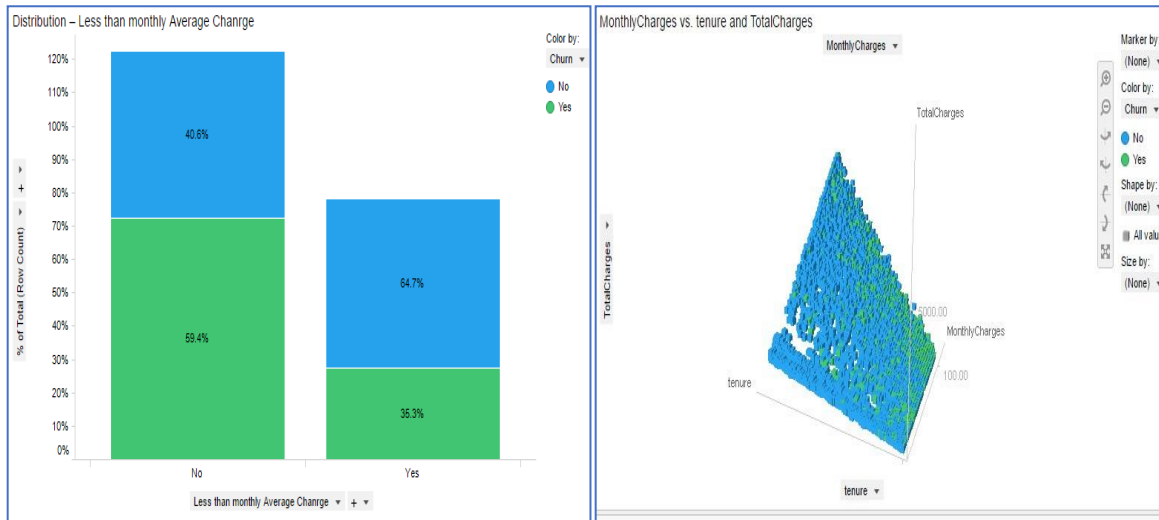 Distribution – Less than monthly Average Chanrge
Color by:
Churn
No
Yes
% of Total (Row Count)
120%
110%
100%
90%
80%
70%
60%
50%
40%
30%
20%
10%
0%
40.6%
59.4%
64.7%
35.3%
No
Yes
Less than monthly Average Chanrge
+
+
MonthlyCharges vs. tenure and TotalCharges
MonthlyCharges
Marker by:
(None)
Color by:
Churn
No
Yes
Shape by:
(None)
All valu
Size by:
(None)
TotalCharges
TotalCharges
5000.00
MonthlyCharges
100.00
tenure
tenure